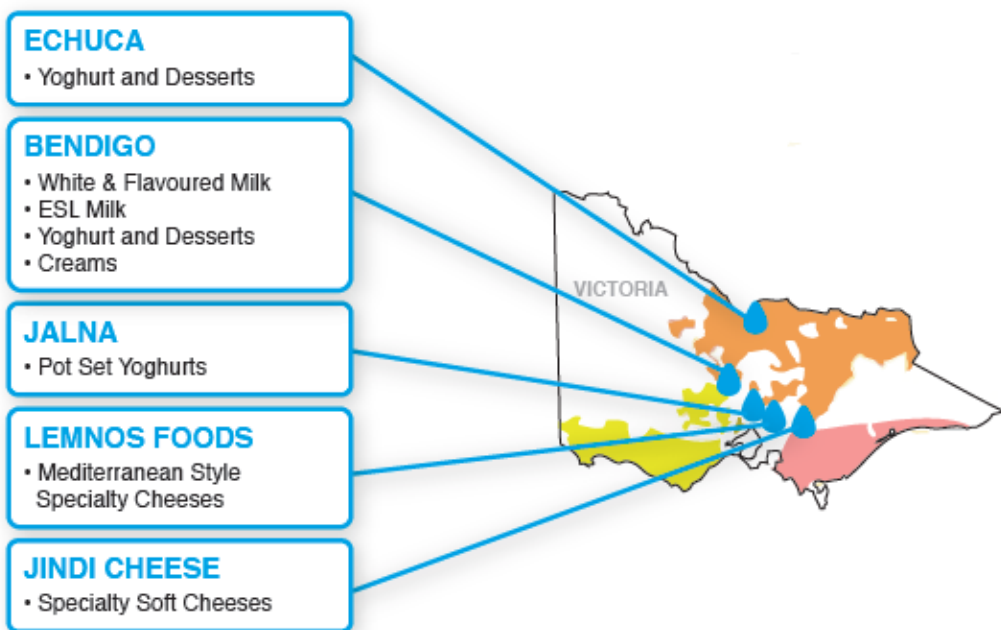 ECHUCA
• Yoghurt and Desserts
BENDIGO
• White & Flavoured Milk
• ESL Milk
• Yoghurt and Desserts
• Creams
JALNA
• Pot Set Yoghurts
LEMNOS FOODS
• Mediterranean Style
Specialty Cheeses
JINDI CHEESE
• Specialty Soft Cheeses
VICTORIA